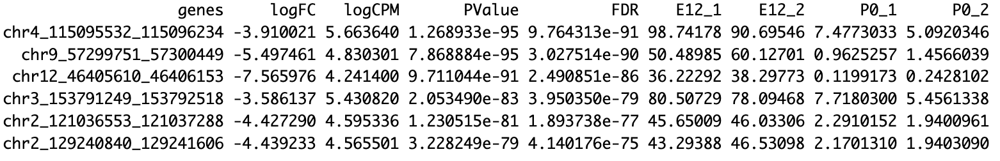 genes logFC logCPM PValue FDR E12_1 E12_2 P0_1 P0_2
chr4_115095532_115096234 -3.910021 5.663640 1.268933e-95 9.764313e-91 98.74178 90.69546 7.4773033 5.0920346
chr9_57299751_57300449 -5.497461 4.830301 7.868884e-95 3.027514e-90 50.48985 60.12701 0.9625257 1.4566039
chr12_46405610_46406153 -7.565976 4.241400 9.711044e-91 2.490851e-86 36.22292 38.29773 0.1199173 0.2428102
chr3_153791249_153792518 -3.586137 5.430820 2.053490e-83 3.950350e-79 80.50729 78.09468 7.7180300 5.4561338
chr2_121036553_121037288 -4.427290 4.595336 1.230515e-81 1.893738e-77 45.65009 46.03306 2.2910152 1.9400961
chr2_129240840_129241606 -4.439233 4.565501 3.228249e-79 4.140176e-75 43.29388 46.53098 2.1701310 1.9403090